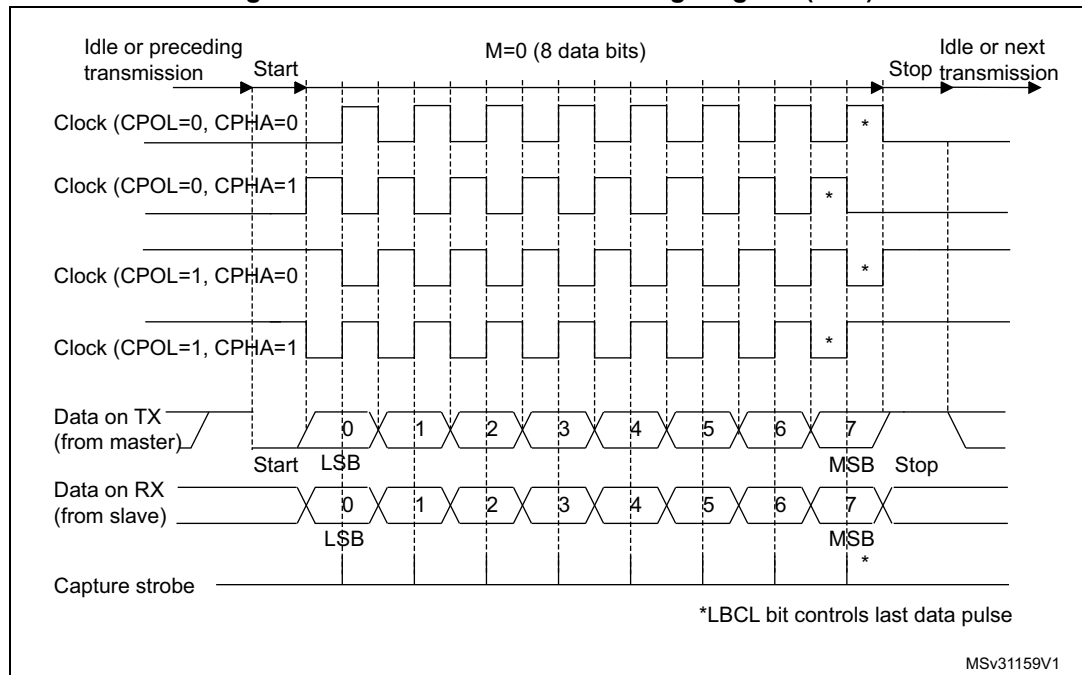 Idle or preceding
transmission
Start
M=0 (8 data bits)
Stop
Idle or next
transmission
Clock (CPOL=0, CPHA=0
*
Clock (CPOL=0, CPHA=1
*
Clock (CPOL=1, CPHA=0
*
Clock (CPOL=1, CPHA=1
*
Data on TX
(from master)
0 1 2 3 4 5 6 7
Start LSB MSB Stop
Data on RX
(from slave)
0 1 2 3 4 5 6 7
LSB MSB
*
Capture strobe
*LBCL bit controls last data pulse
MSv31159V1